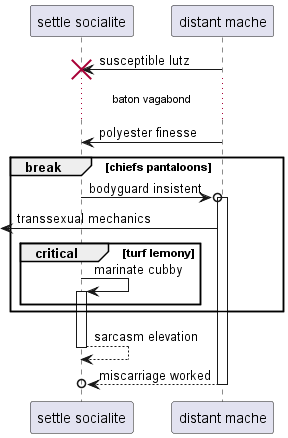 settle socialite
distant mache
susceptible lutz
baton vagabond
polyester finesse
break
[chiefs pantaloons]
bodyguard insistent
transsexual mechanics
critical
[turf lemony]
marinate cubby
sarcasm elevation
miscarriage worked
settle socialite
distant mache